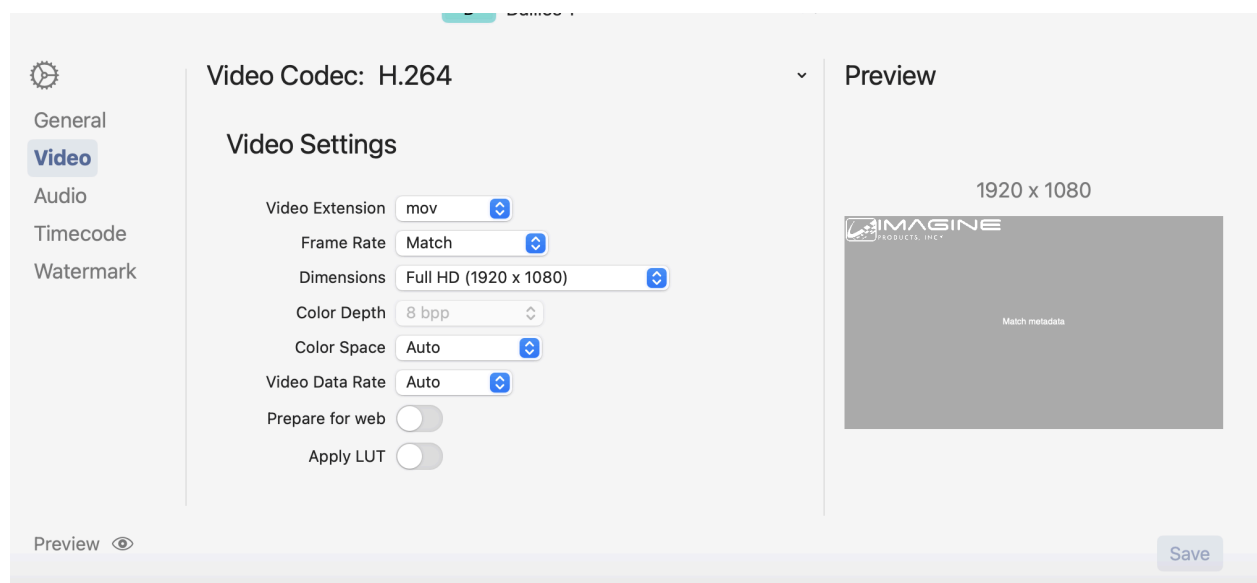 General
Video
Audio
Timecode
Watermark
Preview
Video Codec: H.264
Video Settings
Video Extension mov
Frame Rate Match
Dimensions Full HD (1920 x 1080)
Color Depth 8 bpp
Color Space Auto
Video Data Rate Auto
Prepare for web
Apply LUT
Preview
1920 x 1080
IMAGINE
PRODUCTS, INC
Match metadata
Save